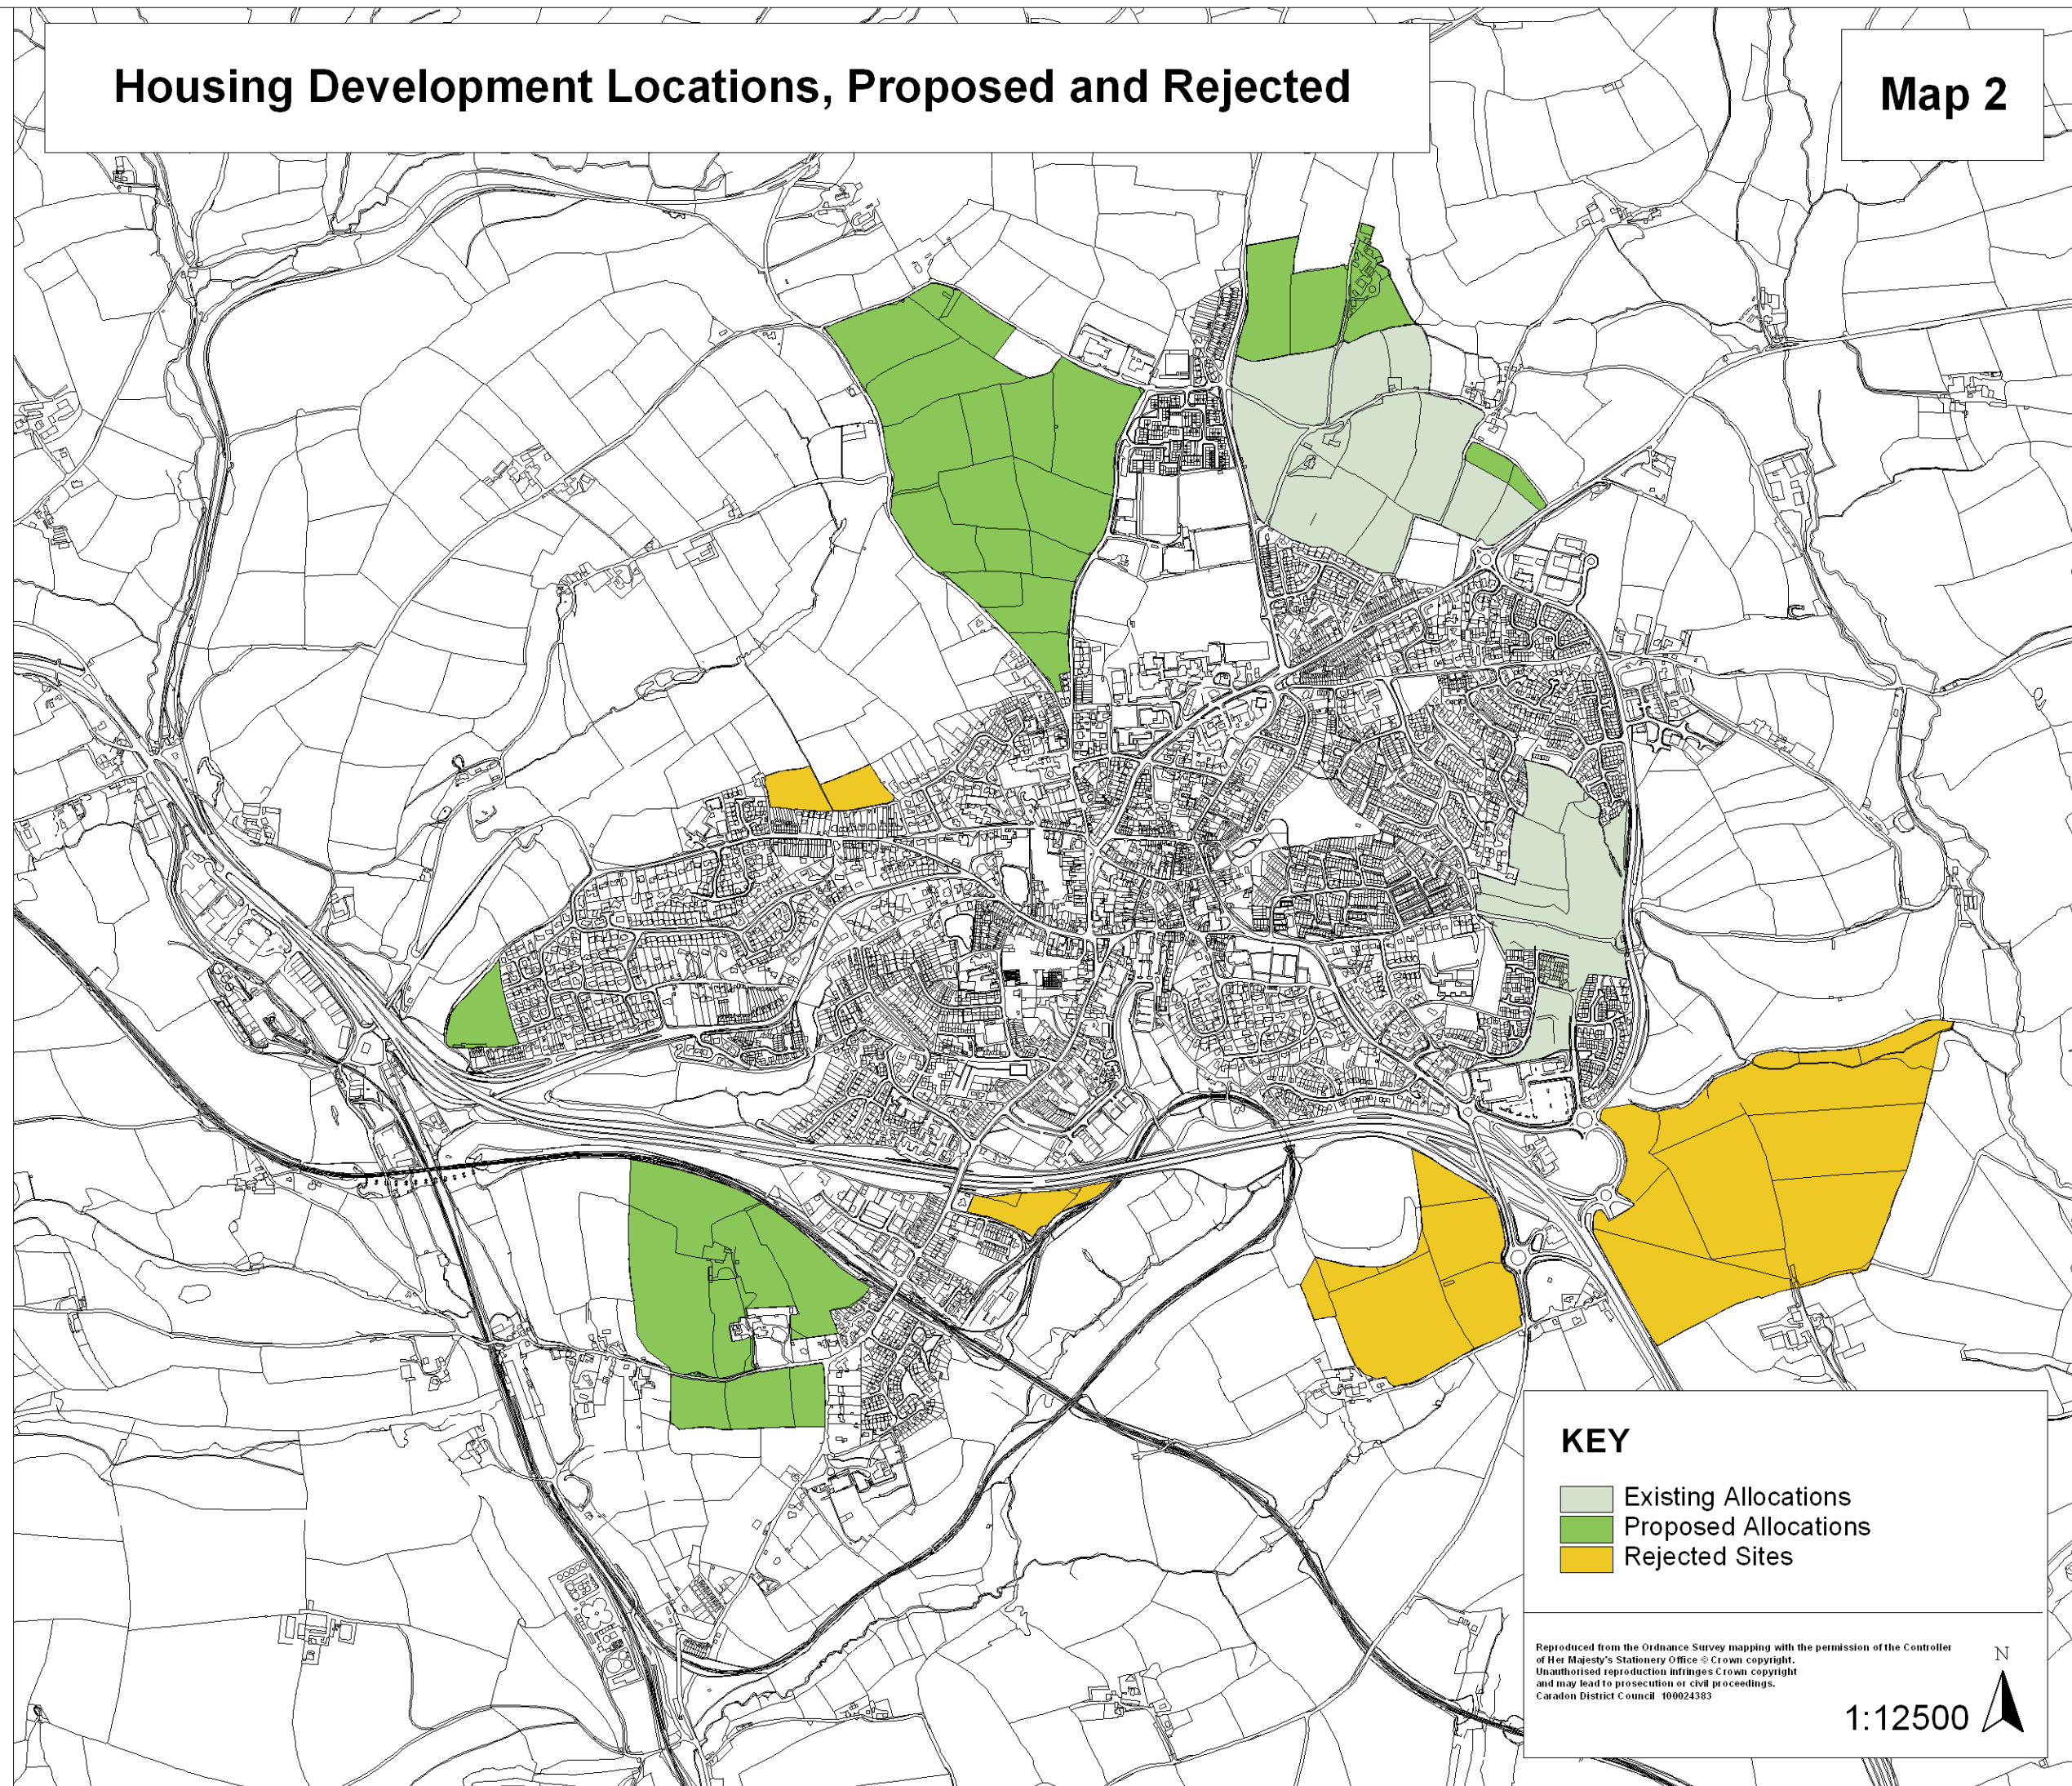 Housing Development Locations, Proposed and Rejected
Map 2
KEY
Existing Allocations
Proposed Allocations
Rejected Sites
Reproduced from the Ordnance Survey mapping with the permission of the Controller
of Her Majesty's Stationery Office © Crown copyright.
Unauthorised reproduction infringes Crown copyright
and may lead to prosecution or civil proceedings.
Caradon District Council 100024383
N
1:12500